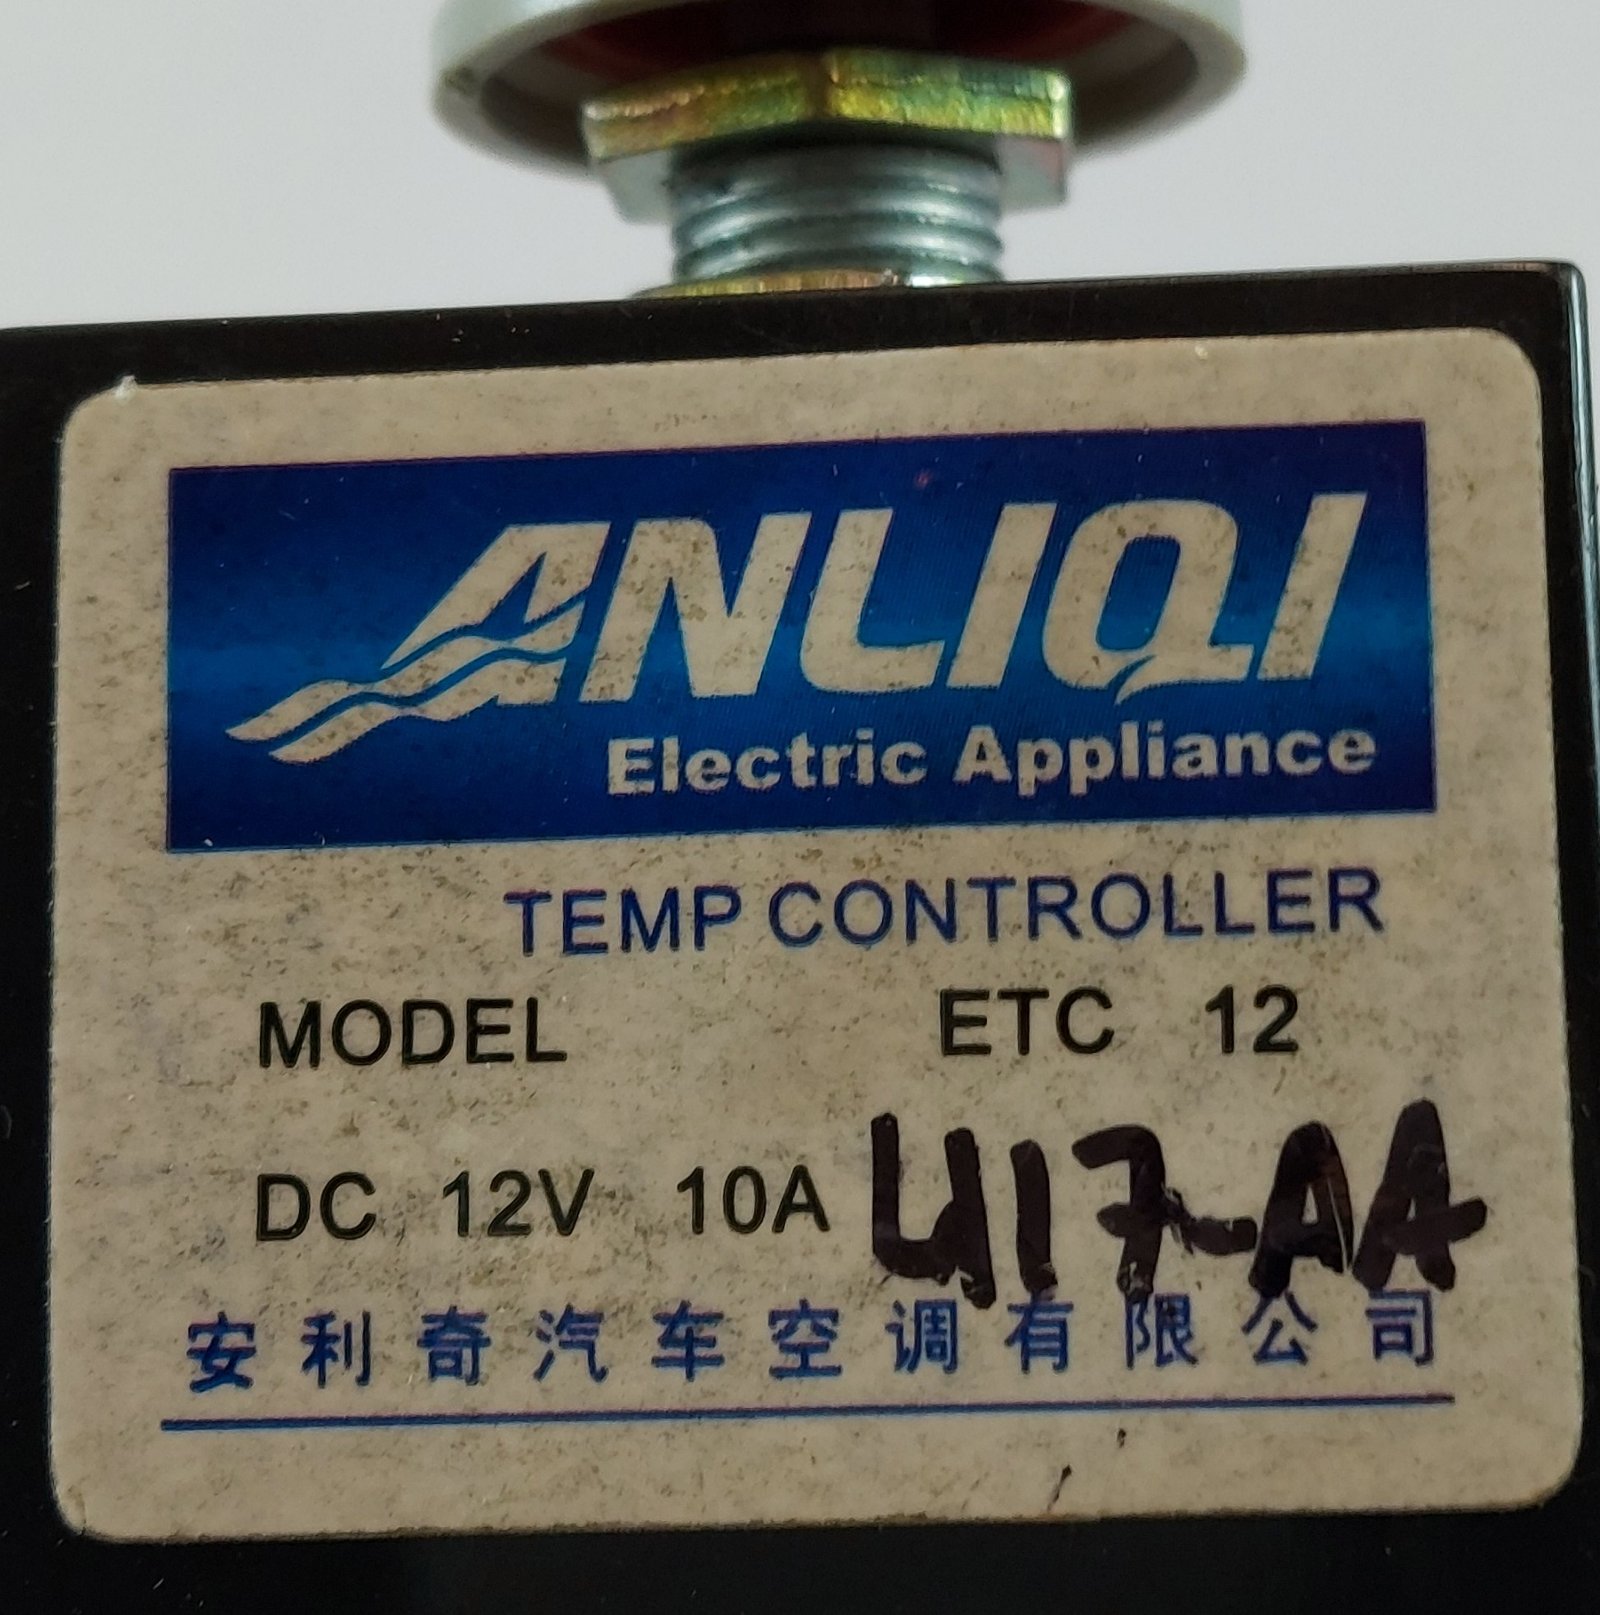 ANLIQI
Electric Appliance
TEMP CONTROLLER
MODEL ETC 12
DC 12V 10A 417-AA
安利奇汽车空调有限公司